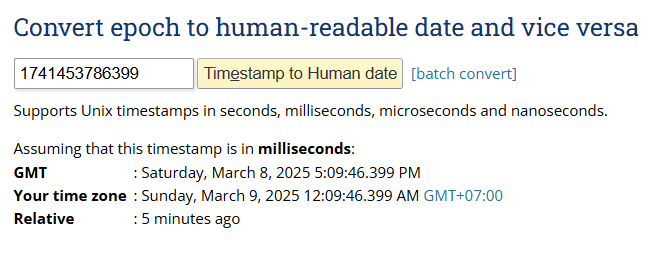 Convert epoch to human-readable date and vice versa
1741453786399 Timestamp to Human date [batch convert]
Supports Unix timestamps in seconds, milliseconds, microseconds and nanoseconds.
Assuming that this timestamp is in milliseconds:
GMT : Saturday, March 8, 2025 5:09:46.399 PM
Your time zone : Sunday, March 9, 2025 12:09:46.399 AM GMT+07:00
Relative : 5 minutes ago